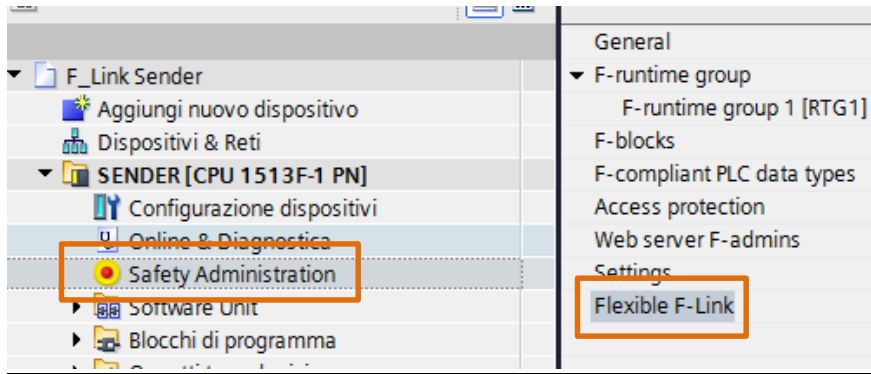 F_Link Sender
Aggiungi nuovo dispositivo
Dispositivi & Reti
SENDER [CPU 1513F-1 PN]
Configurazione dispositivi
Online & Diagnostica
Safety Administration
Software Unit
Blocchi di programma
General
F-runtime group
F-runtime group 1 [RTG1]
F-blocks
F-compliant PLC data types
Access protection
Web server F-admins
Settings
Flexible F-Link